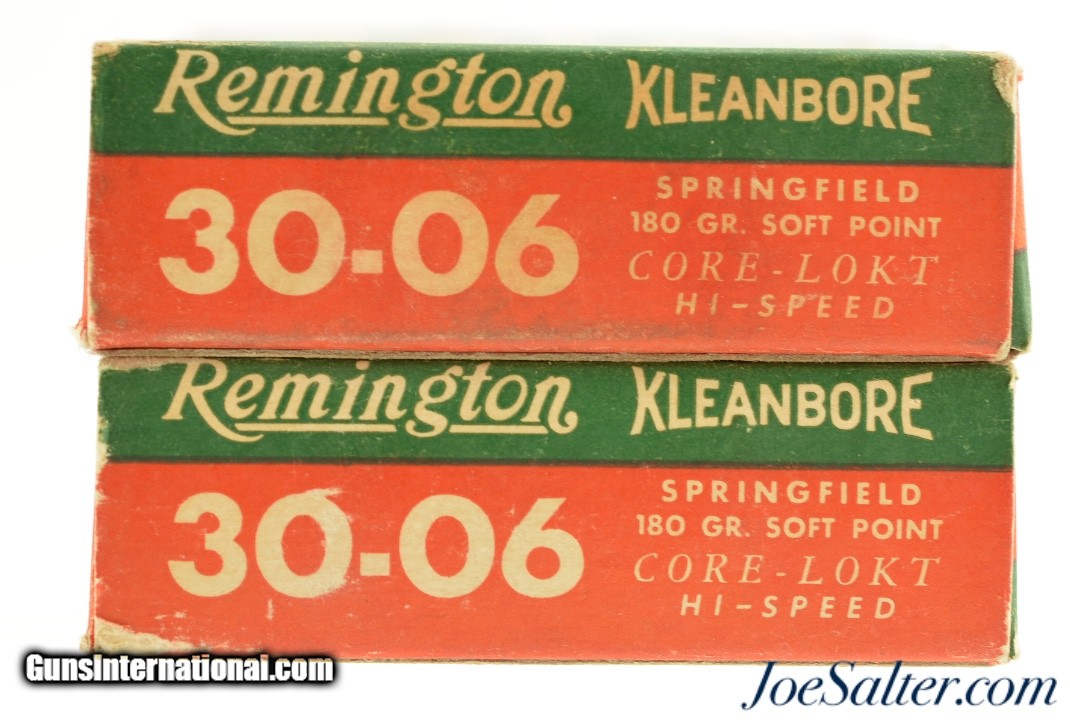 Remington KLEANBORE
30-06
SPRINGFIELD
180 GR. SOFT POINT
CORE-LOKT
HI-SPEED
Remington KLEANBORE
30-06
SPRINGFIELD
180 GR. SOFT POINT
CORE-LOKT
HI-SPEED
GunsInternational.com
JoeSalter.com